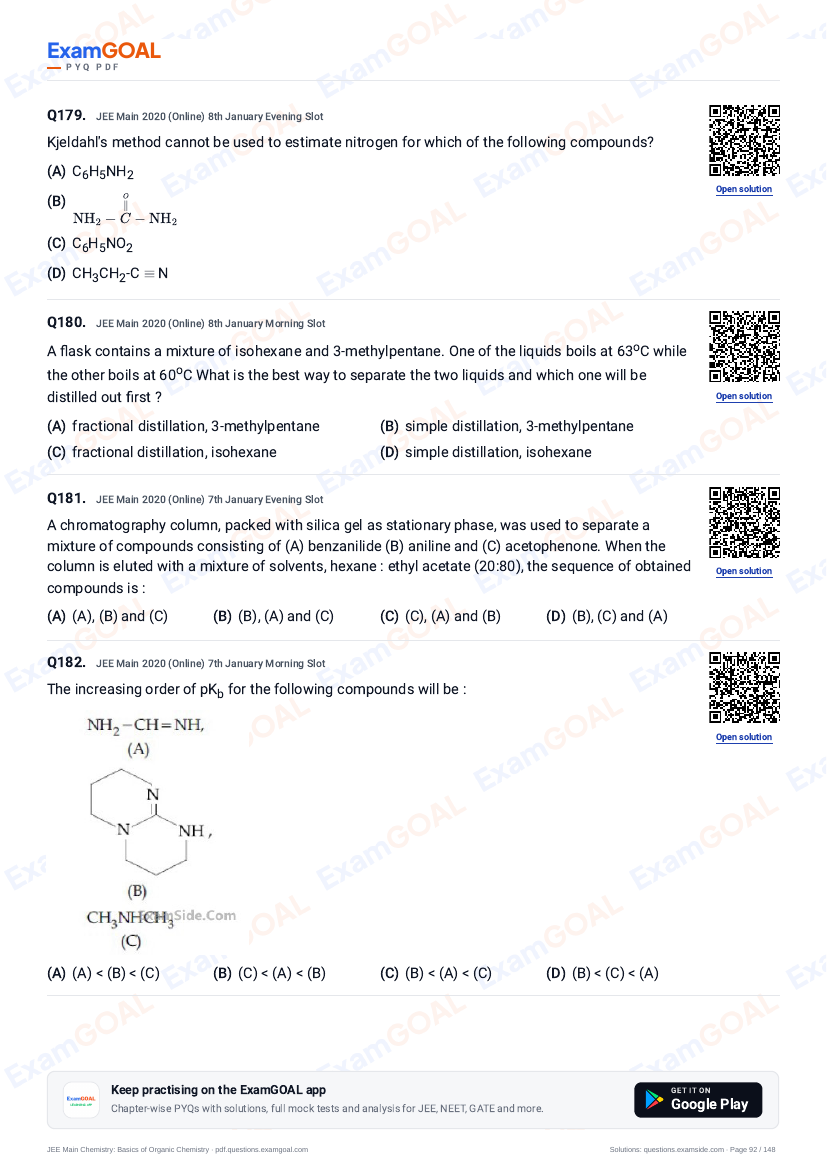 ExamGOAL
PYQ PDF
Q179. JEE Main 2020 (Online) 8th January Evening Slot
Kjeldahl's method cannot be used to estimate nitrogen for which of the following compounds?
(A) C₆H₅NH₂
(B)
O
||
NH₂ − C − NH₂
(C) C₆H₅NO₂
(D) CH₃CH₂-C ≡ N
Open solution
Q180. JEE Main 2020 (Online) 8th January Morning Slot
A flask contains a mixture of isohexane and 3-methylpentane. One of the liquids boils at 63ºC while
the other boils at 60ºC What is the best way to separate the two liquids and which one will be
distilled out first ?
(A) fractional distillation, 3-methylpentane (B) simple distillation, 3-methylpentane
(C) fractional distillation, isohexane (D) simple distillation, isohexane
Open solution
Q181. JEE Main 2020 (Online) 7th January Evening Slot
A chromatography column, packed with silica gel as stationary phase, was used to separate a
mixture of compounds consisting of (A) benzanilide (B) aniline and (C) acetophenone. When the
column is eluted with a mixture of solvents, hexane : ethyl acetate (20:80), the sequence of obtained
compounds is :
(A) (A), (B) and (C) (B) (B), (A) and (C) (C) (C), (A) and (B) (D) (B), (C) and (A)
Open solution
Q182. JEE Main 2020 (Online) 7th January Morning Slot
The increasing order of pK_b for the following compounds will be :
NH₂−CH=NH,
(A)
N
N NH ,
(B)
CH₃NHCH₃
ExamSide.Com
(C)
(A) (A) < (B) < (C) (B) (C) < (A) < (B) (C) (B) < (A) < (C) (D) (B) < (C) < (A)
Open solution
Keep practising on the ExamGOAL app
Chapter-wise PYQs with solutions, full mock tests and analysis for JEE, NEET, GATE and more.
GET IT ON
Google Play
JEE Main Chemistry: Basics of Organic Chemistry · pdf.questions.examgoal.com
Solutions: questions.examside.com · Page 92 / 148